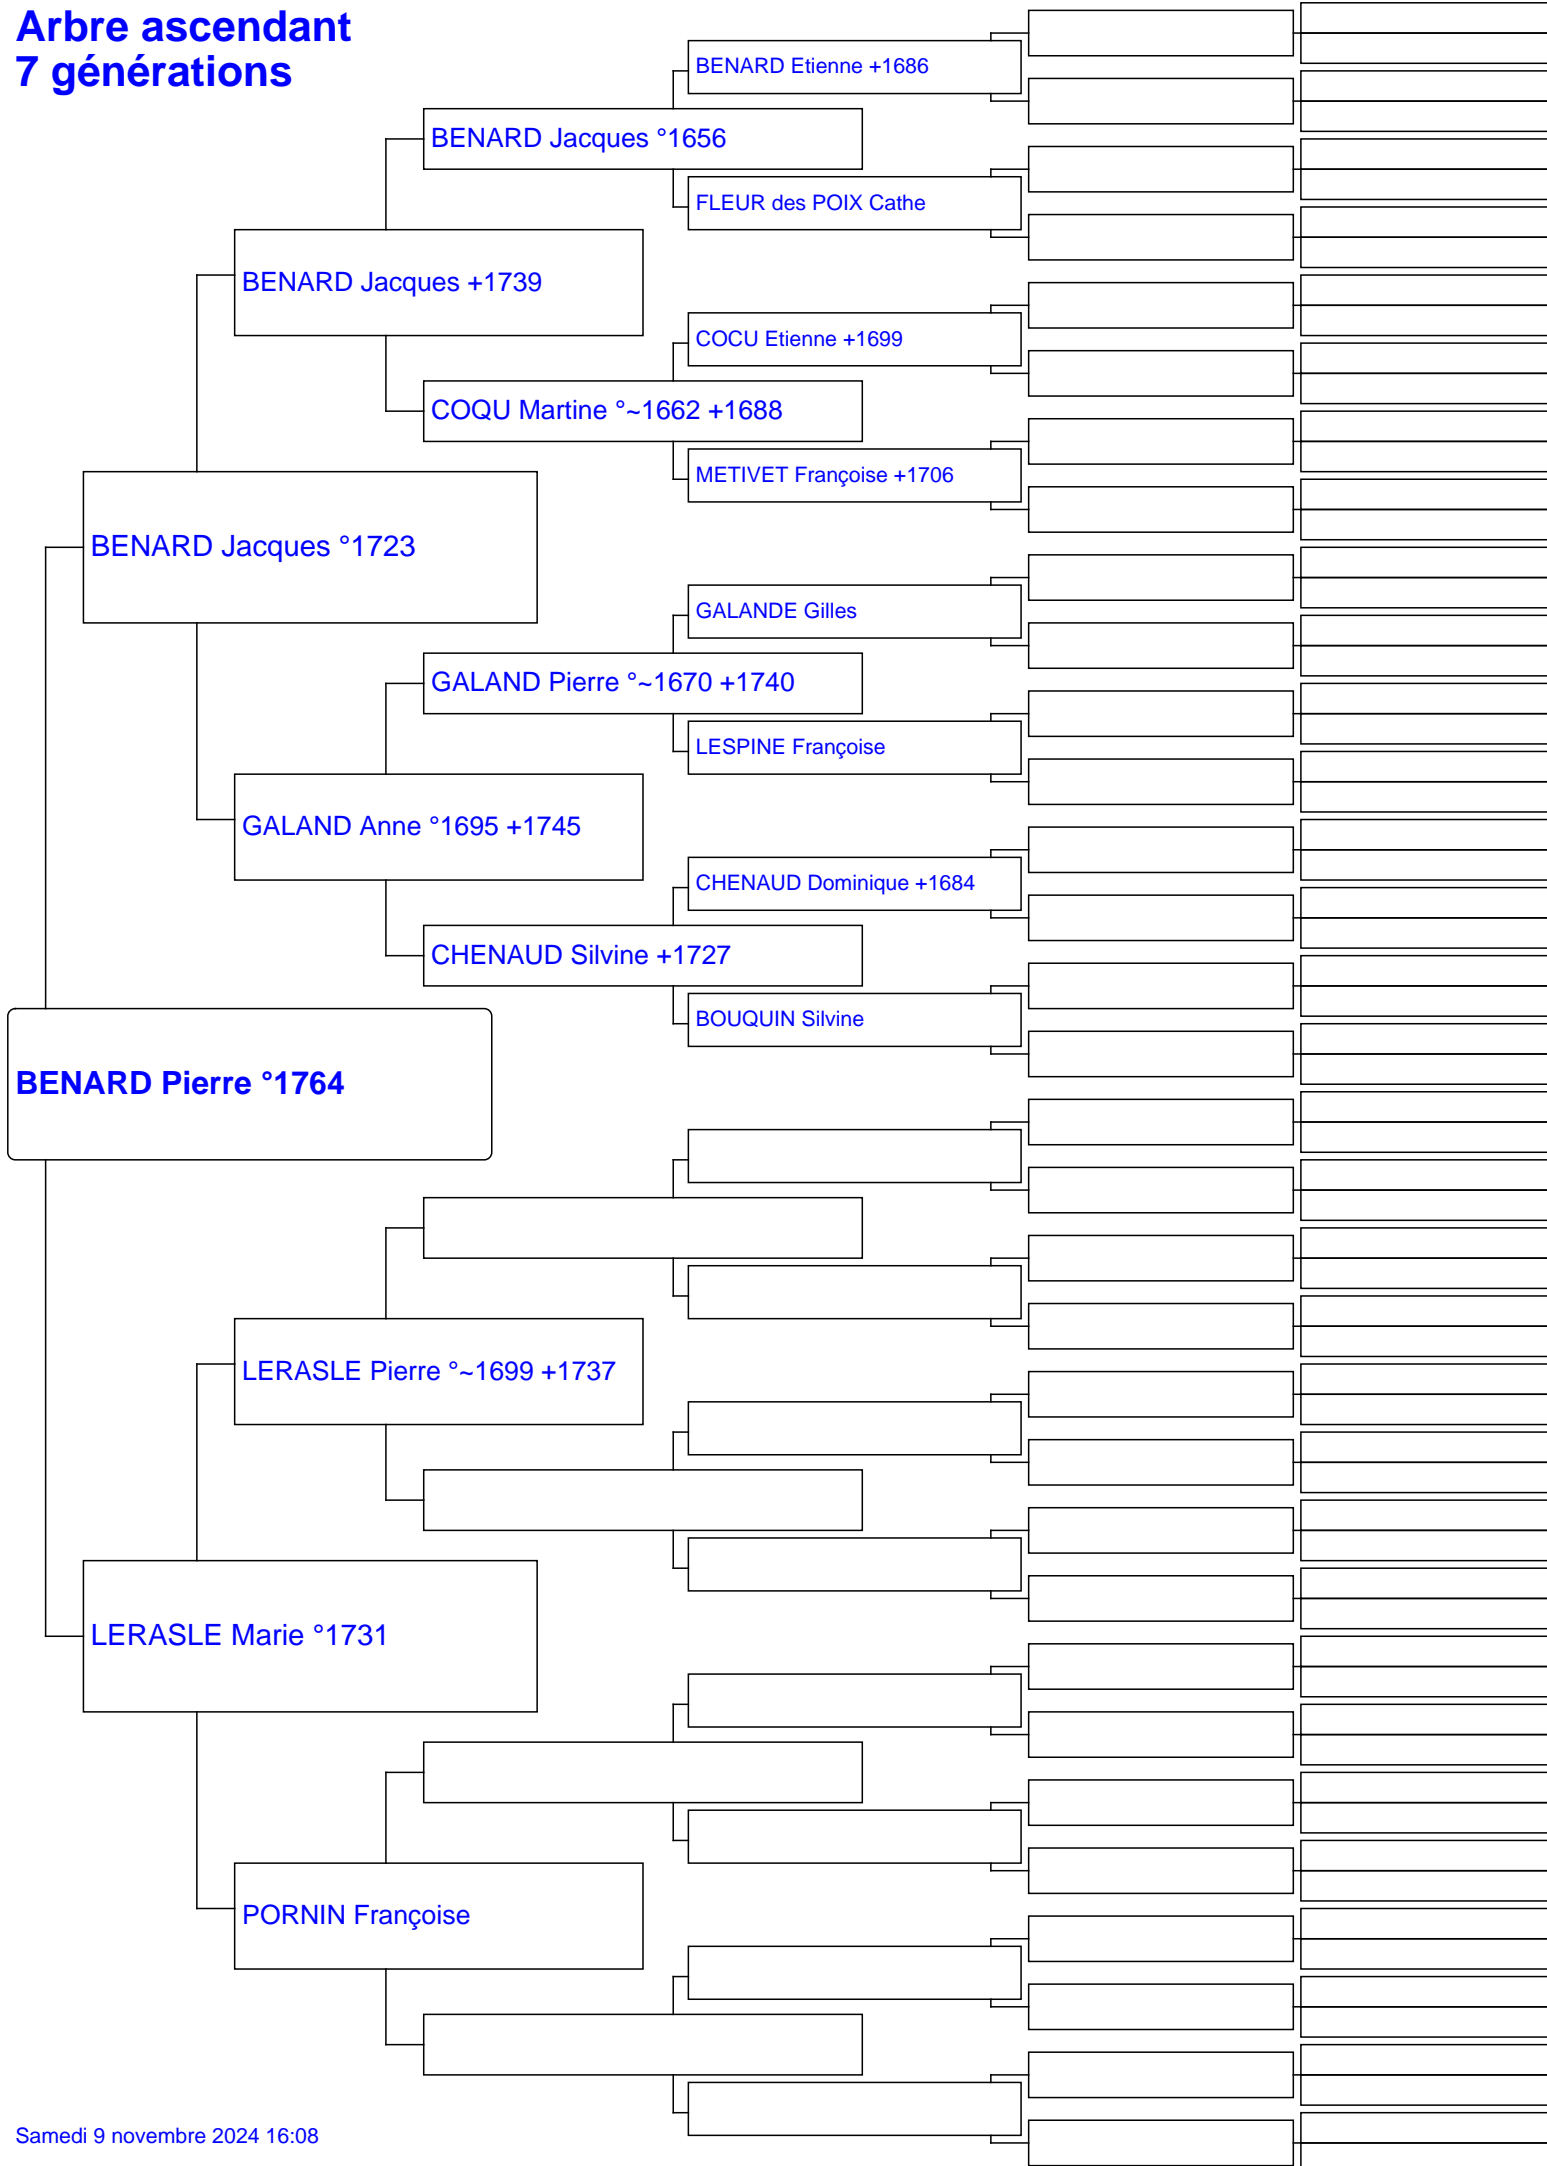 Arbre ascendant
7 générations
BENARD Etienne +1686
BENARD Jacques °1656
FLEUR des POIX Cathe
BENARD Jacques +1739
COCU Etienne +1699
COQU Martine °~1662 +1688
METIVET Françoise +1706
BENARD Jacques °1723
GALANDE Gilles
GALAND Pierre °~1670 +1740
LESPINE Françoise
GALAND Anne °1695 +1745
CHENAUD Dominique +1684
CHENAUD Silvine +1727
BOUQUIN Silvine
BENARD Pierre °1764
LERASLE Pierre °~1699 +1737
LERASLE Marie °1731
PORNIN Françoise
Samedi 9 novembre 2024 16:08